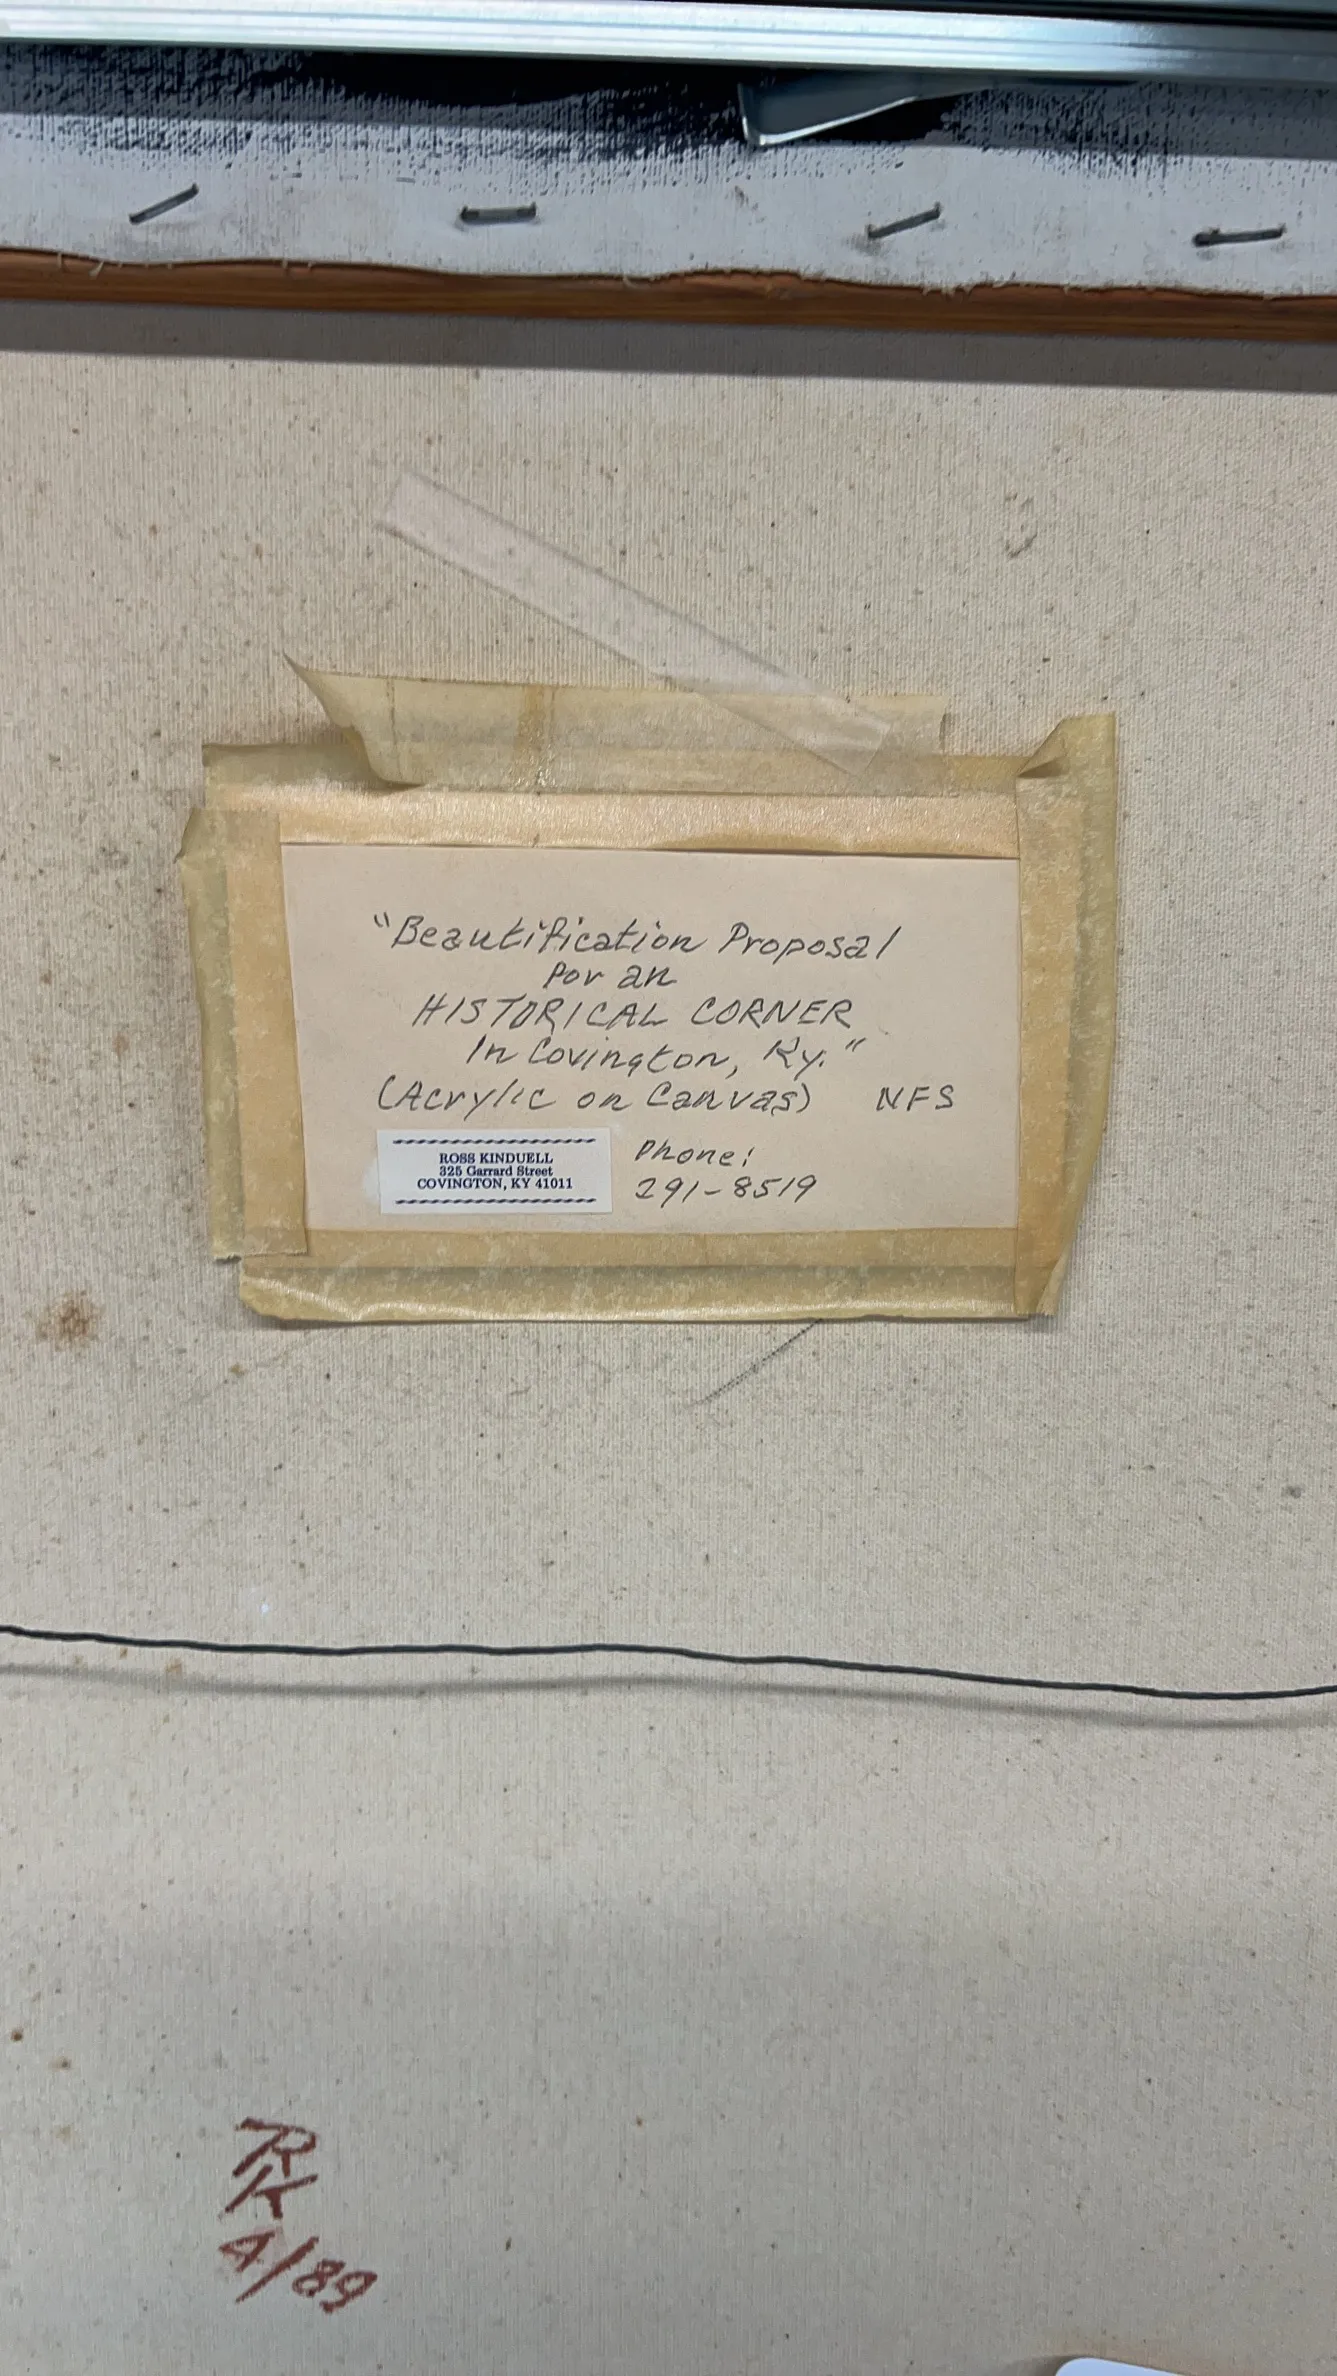 "Beautification Proposal
for an
HISTORICAL CORNER
In Covington, Ky."
(Acrylic on Canvas) NFS
ROSS KINDUELL
325 Garrard Street
COVINGTON, KY 41011
Phone:
291-8519
RK
4/89